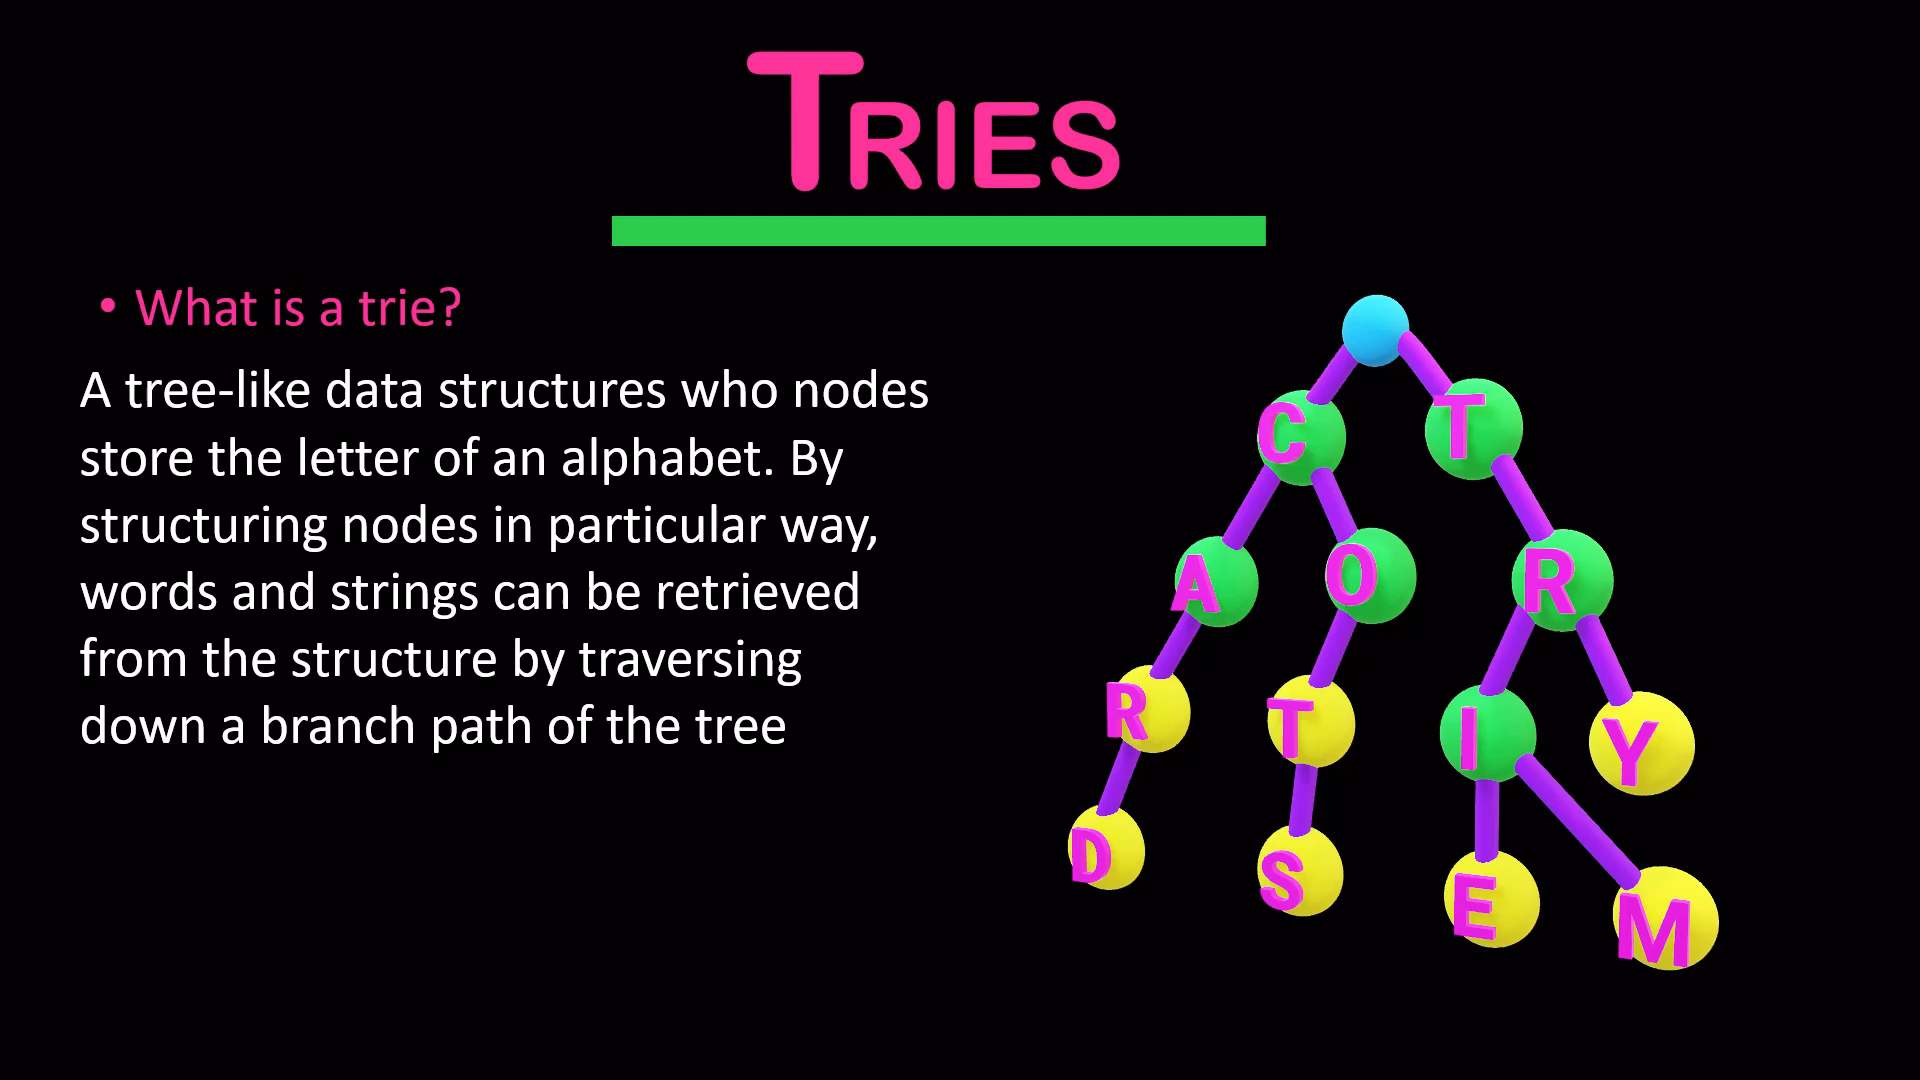 TRIES
• What is a trie?
A tree-like data structures who nodes
store the letter of an alphabet. By
structuring nodes in particular way,
words and strings can be retrieved
from the structure by traversing
down a branch path of the tree
C T
A O R
R T I Y
D S E M